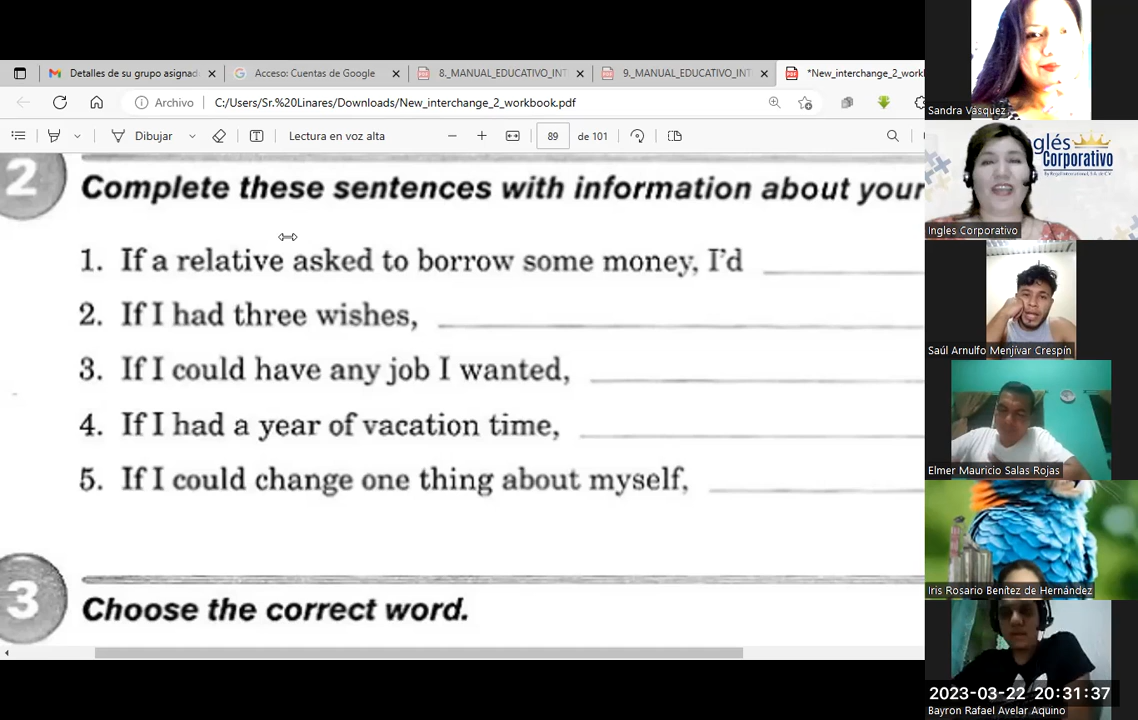 Detalles de su grupo asignad
Acceso: Cuentas de Google
8._MANUAL_EDUCATIVO_INT
9._MANUAL_EDUCATIVO_INT
*New_interchange_2_work
Archivo
C:/Users/Sr.%20Linares/Downloads/New_interchange_2_workbook.pdf
Dibujar
Lectura en voz alta
89
de 101
2
Complete these sentences with information about your
1. If a relative asked to borrow some money, I'd
2. If I had three wishes,
3. If I could have any job I wanted,
4. If I had a year of vacation time,
5. If I could change one thing about myself,
3
Choose the correct word.
Sandra Vasquez
glés
Corporativo
Ingles Corporativo
Saúl Arnulfo Menjívar Crespín
Elmer Mauricio Salas Rojas
Iris Rosario Benítez de Hernández
2023-03-22 20:31:37
Bayron Rafael Avelar Aquino